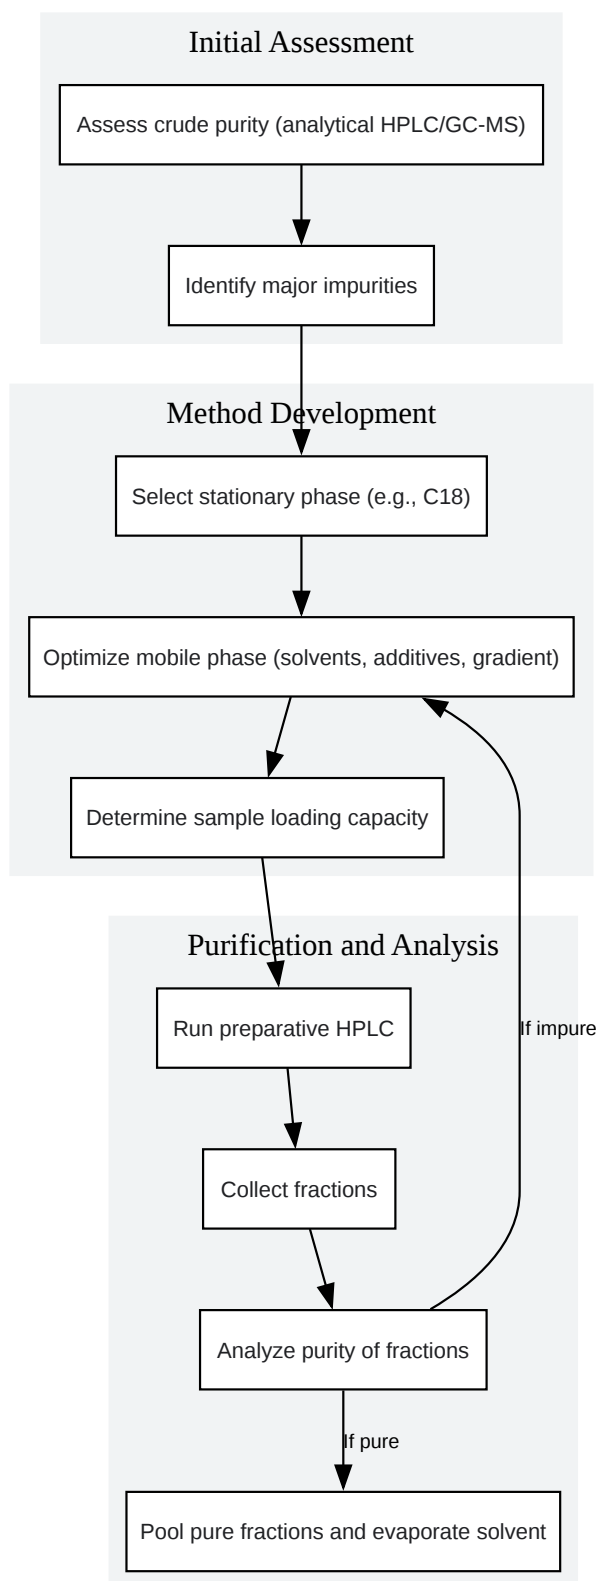 Initial Assessment
Assess crude purity (analytical HPLC/GC-MS)
Identify major impurities
Method Development
Select stationary phase (e.g., C18)
Optimize mobile phase (solvents, additives, gradient)
Determine sample loading capacity
Purification and Analysis
Run preparative HPLC
If impure
Collect fractions
Analyze purity of fractions
If pure
Pool pure fractions and evaporate solvent